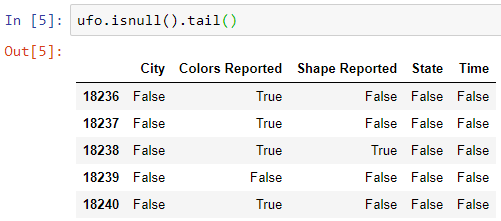 In [5]: ufo.isnull().tail()
Out[5]:
City Colors Reported Shape Reported State Time
18236 False True False False False
18237 False True False False False
18238 False True True False False
18239 False False False False False
18240 False True False False False